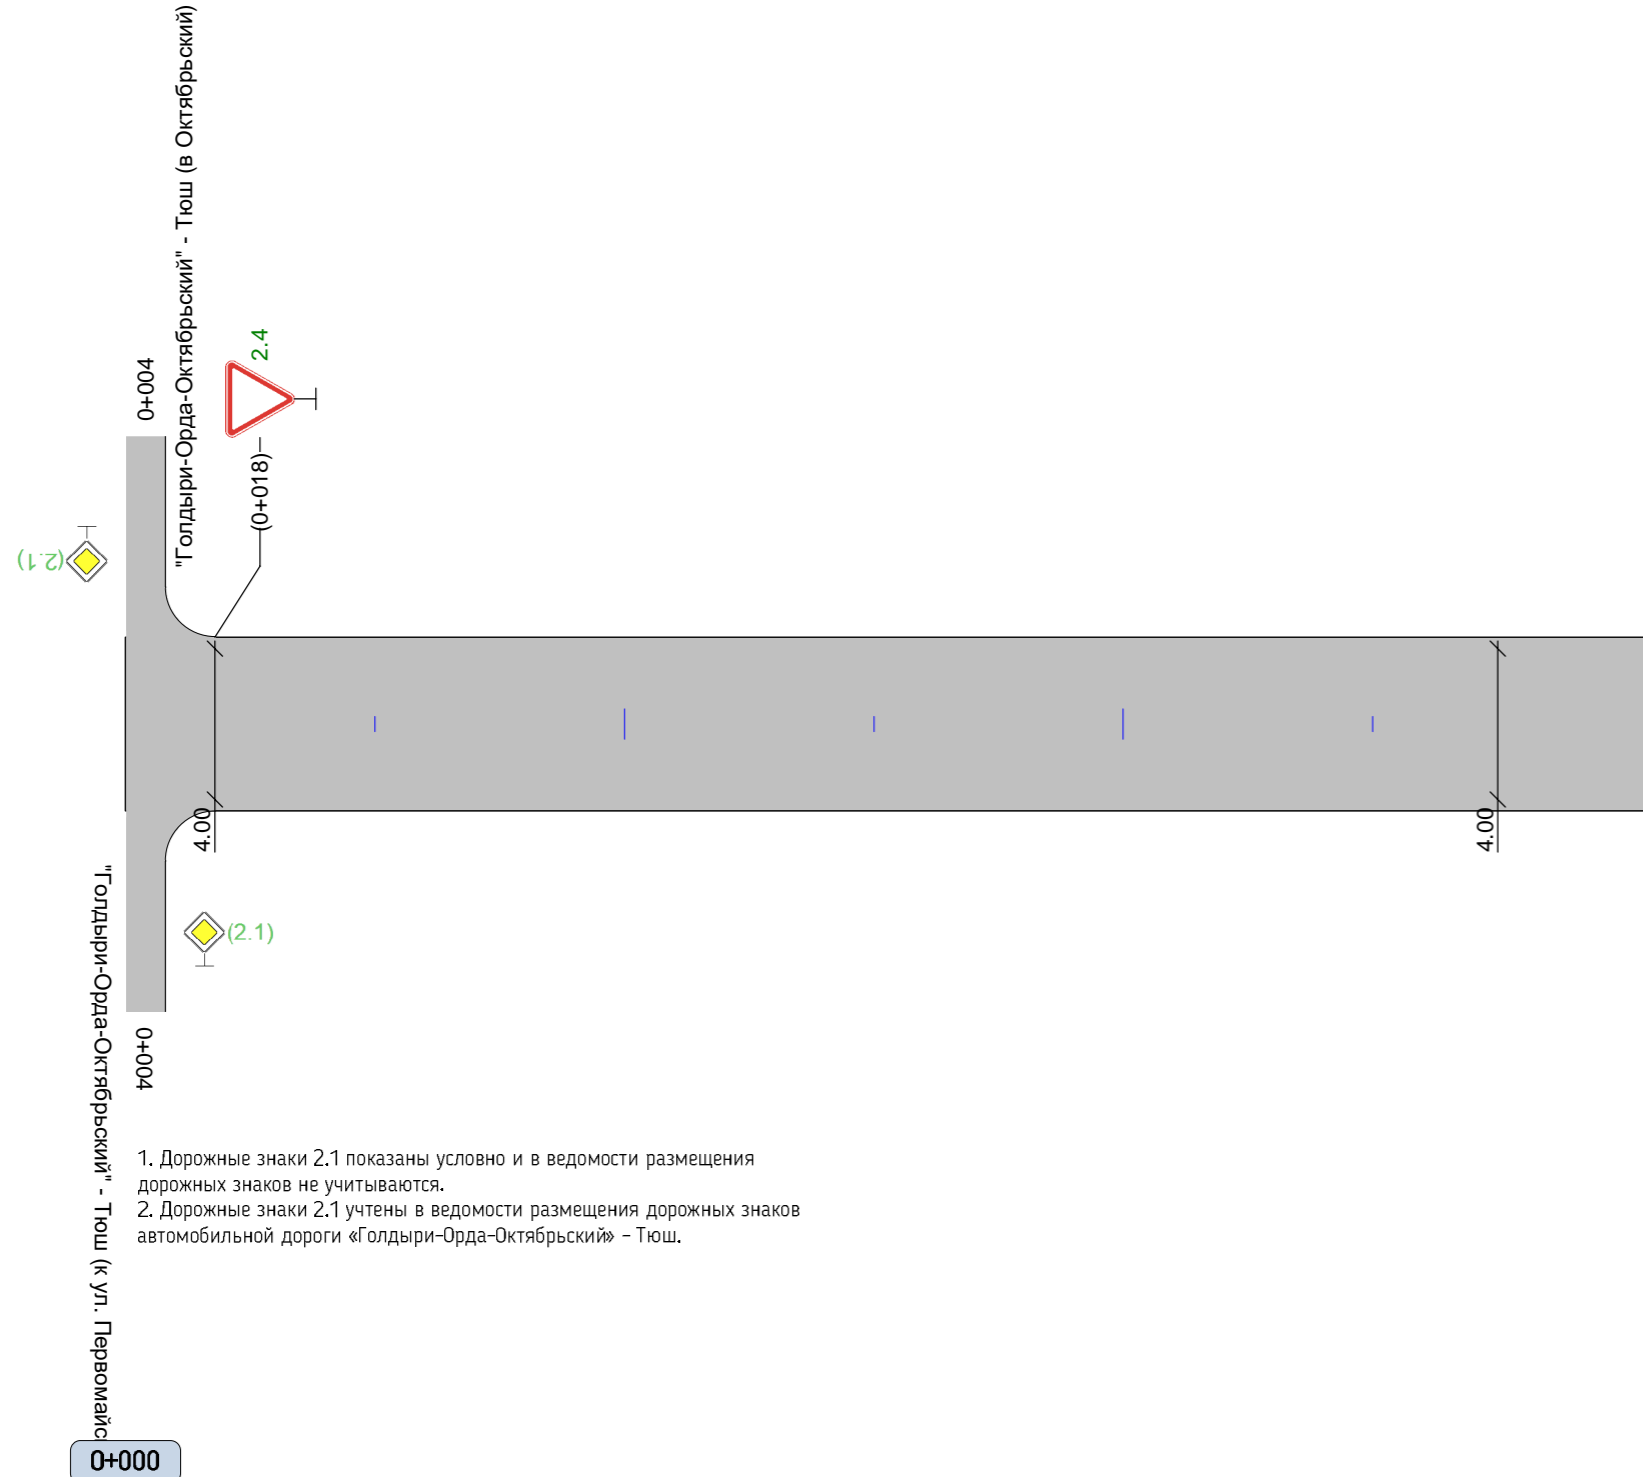 "Голдыри-Орда-Октябрьский" - Тюш (в Октябрьский)
2.4
0+004
(0+018)
(2.1)
4.00
4.00
(2.1)
"Голдыри-Орда-Октябрьский" - Тюш (к ул.
0+004
1. Дорожные знаки 2.1 показаны условно и в ведомости размещения
дорожных знаков не учитываются.
2. Дорожные знаки 2.1 учтены в ведомости размещения дорожных знаков
автомобильной дороги «Голдыри-Орда-Октябрьский» - Тюш.
0+000